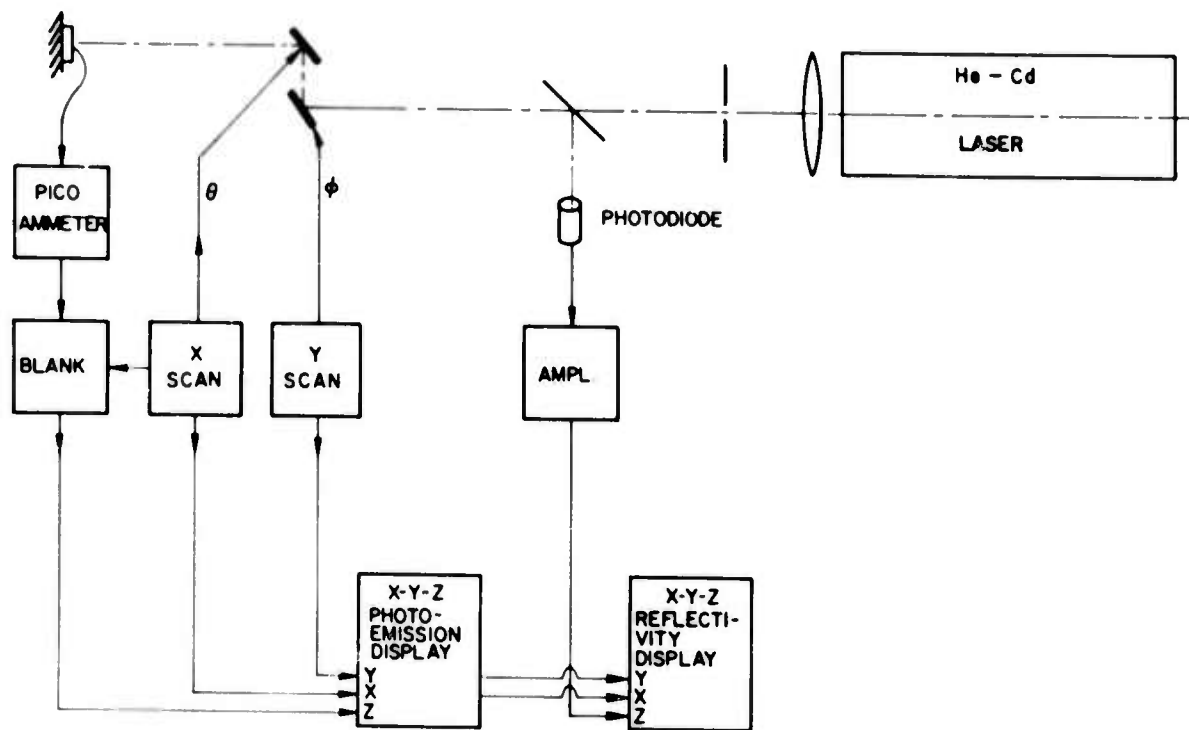 He - Cd
LASER
θ
ϕ
PICO
AMMETER
PHOTODIODE
BLANK
X
SCAN
Y
SCAN
AMPL.
X-Y-Z
PHOTO-
EMISSION
DISPLAY
Y
X
Z
X-Y-Z
REFLECTI-
VITY
DISPLAY
Y
X
Z